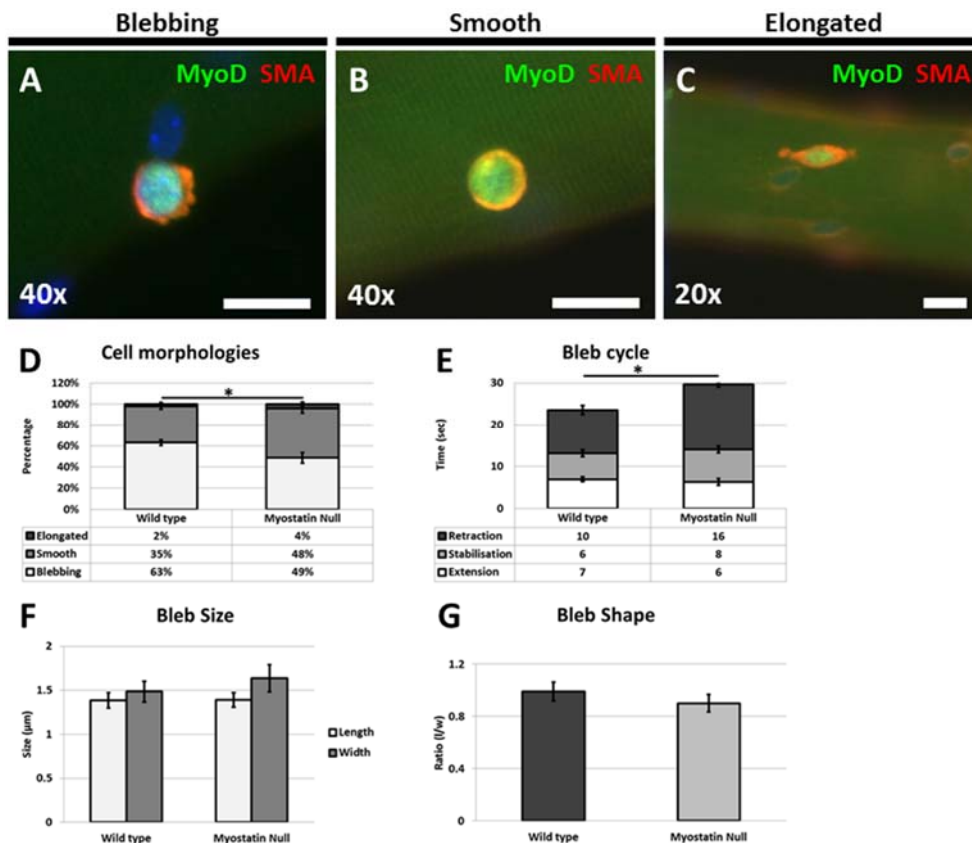 Blebbing Smooth Elongated
A MyoD SMA B MyoD SMA C MyoD SMA
40x 40x 20x
D Cell morphologies
120%
100%
80%
60%
40%
20%
0%
Percentage
*
Wild type Myostatin Null
Elongated 2% 4%
Smooth 35% 48%
Blebbing 63% 49%
E Bleb cycle
30
20
10
0
Time (sec)
*
Wild type Myostatin Null
Retraction 10 16
Stabilisation 6 8
Extension 7 6
F Bleb Size
2
1.5
1
0.5
0
Size (µm)
Wild type Myostatin Null
Length
Width
G Bleb Shape
1.2
0.8
0.4
0
Ratio (l/w)
Wild type Myostatin Null